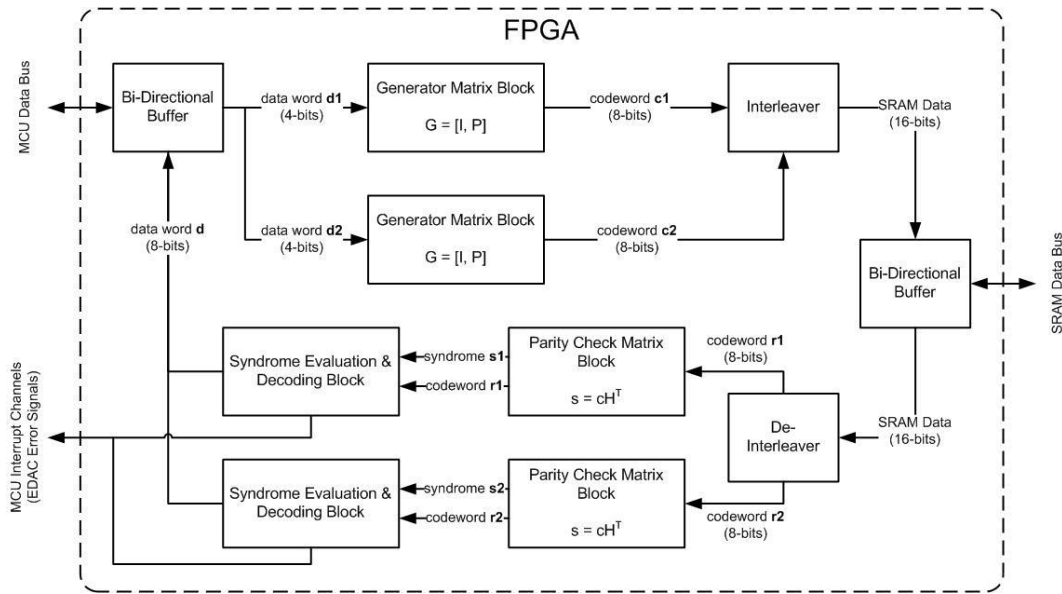 FPGA
MCU Data Bus
Bi-Directional
Buffer
data word d1
(4-bits)
Generator Matrix Block
G = [I, P]
codeword c1
(8-bits)
Interleaver
SRAM Data
(16-bits)
data word d
(8-bits)
data word d2
(4-bits)
Generator Matrix Block
G = [I, P]
codeword c2
(8-bits)
Bi-Directional
Buffer
SRAM Data Bus
Syndrome Evaluation &
Decoding Block
syndrome s1
codeword r1
Parity Check Matrix
Block
s = cHᵀ
codeword r1
(8-bits)
De-
Interleaver
SRAM Data
(16-bits)
MCU Interrupt Channels
(EDAC Error Signals)
Syndrome Evaluation &
Decoding Block
syndrome s2
codeword r2
Parity Check Matrix
Block
s = cHᵀ
codeword r2
(8-bits)